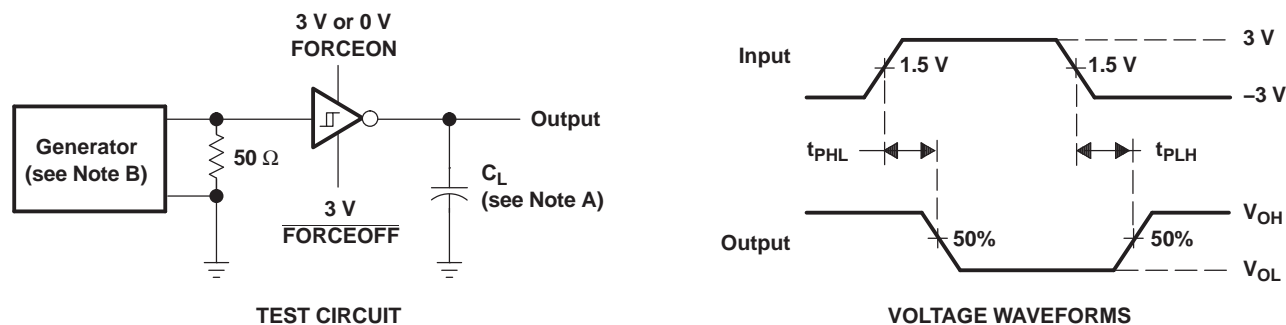 3 V or 0 V
FORCEON
Generator
(see Note B)
50 Ω
3 V
FORCEOFF
CL
(see Note A)
Output
TEST CIRCUIT
Input
1.5 V
1.5 V
3 V
–3 V
tPHL
tPLH
Output
50%
50%
VOH
VOL
VOLTAGE WAVEFORMS